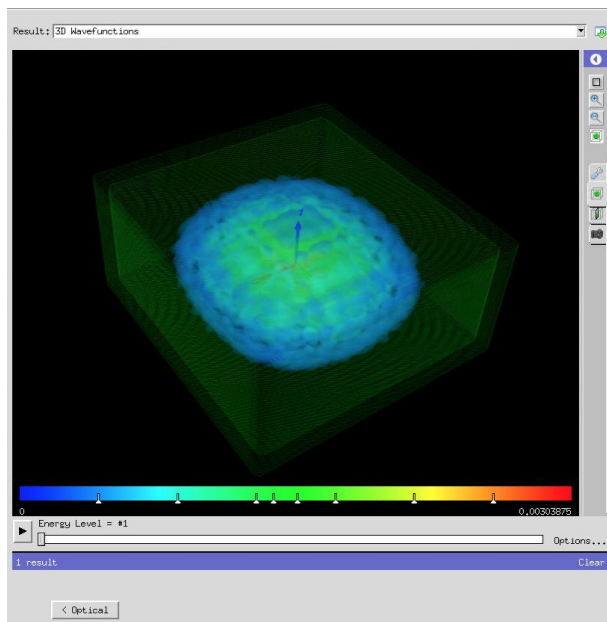 Result: 3D Wavefunctions
z
0 0.00303875
Energy Level = #1
Options...
1 result Clear
< Optical